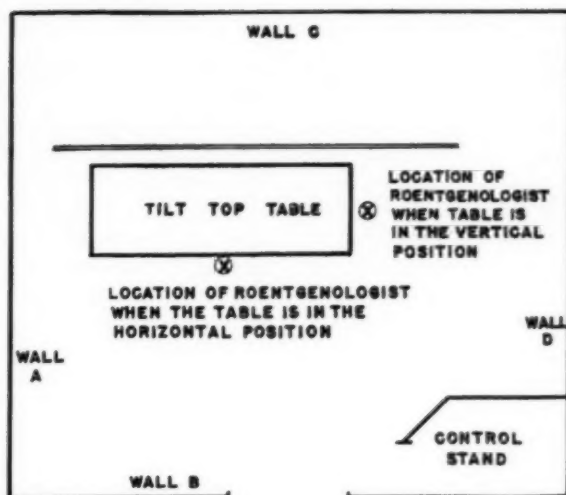 WALL C
TILT TOP TABLE
LOCATION OF
ROENTGENOLOGIST
WHEN TABLE IS
IN THE VERTICAL
POSITION
LOCATION OF ROENTGENOLOGIST
WHEN THE TABLE IS IN THE
HORIZONTAL POSITION
WALL
D
WALL
A
CONTROL
STAND
WALL B